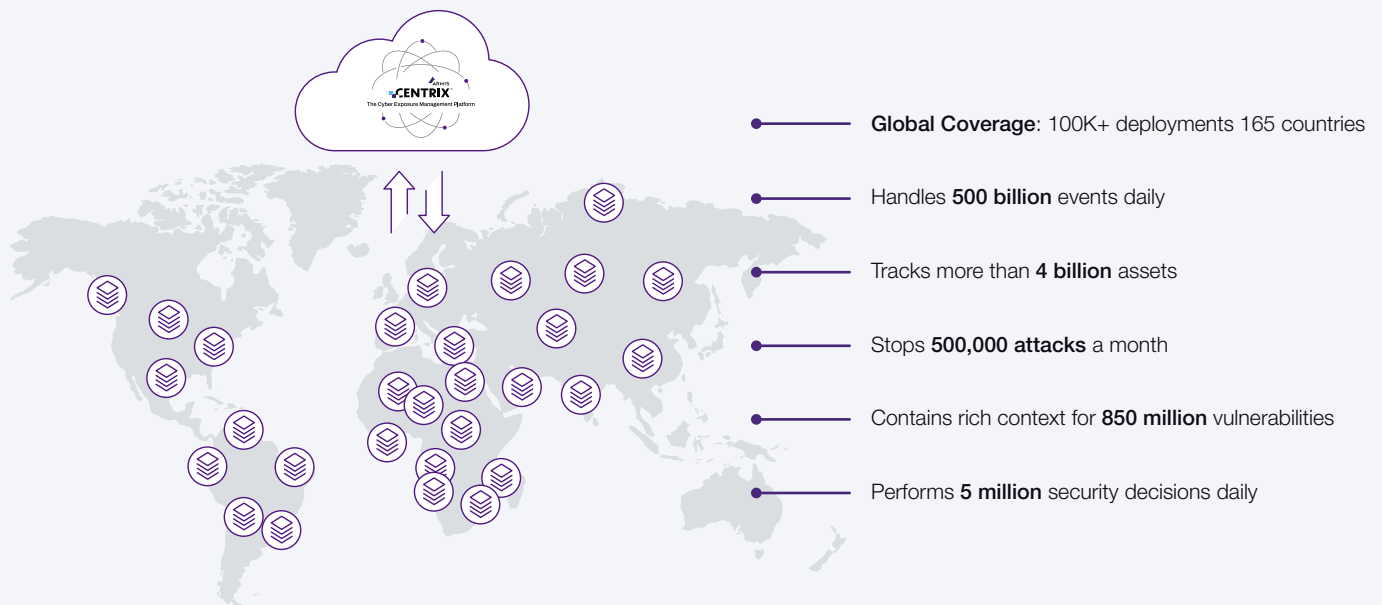 ARMIS
CENTRIX™
The Cyber Exposure Management Platform
Global Coverage: 100K+ deployments 165 countries
Handles 500 billion events daily
Tracks more than 4 billion assets
Stops 500,000 attacks a month
Contains rich context for 850 million vulnerabilities
Performs 5 million security decisions daily